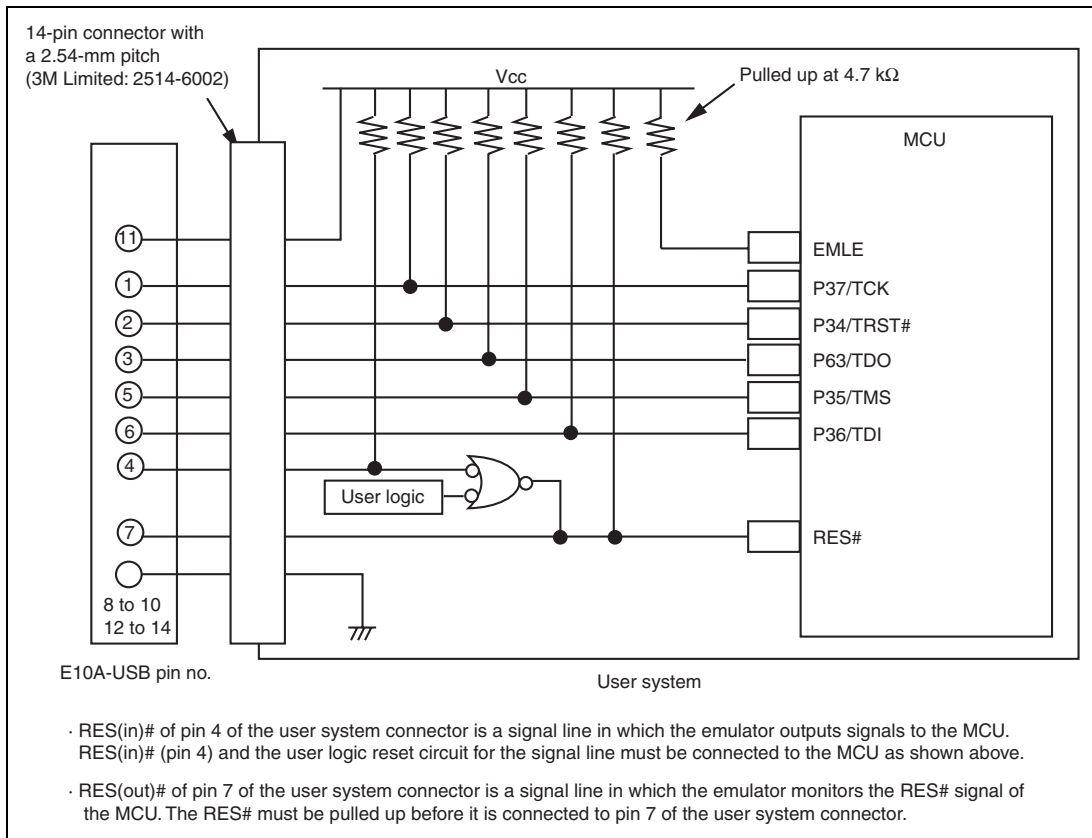 14-pin connector with
a 2.54-mm pitch
(3M Limited: 2514-6002)
Vcc
Pulled up at 4.7 kΩ
MCU
11
EMLE
1
P37/TCK
2
P34/TRST#
3
P63/TDO
5
P35/TMS
6
P36/TDI
4
User logic
7
RES#
8 to 10
12 to 14
E10A-USB pin no.
User system
· RES(in)# of pin 4 of the user system connector is a signal line in which the emulator outputs signals to the MCU.
RES(in)# (pin 4) and the user logic reset circuit for the signal line must be connected to the MCU as shown above.
· RES(out)# of pin 7 of the user system connector is a signal line in which the emulator monitors the RES# signal of
the MCU. The RES# must be pulled up before it is connected to pin 7 of the user system connector.